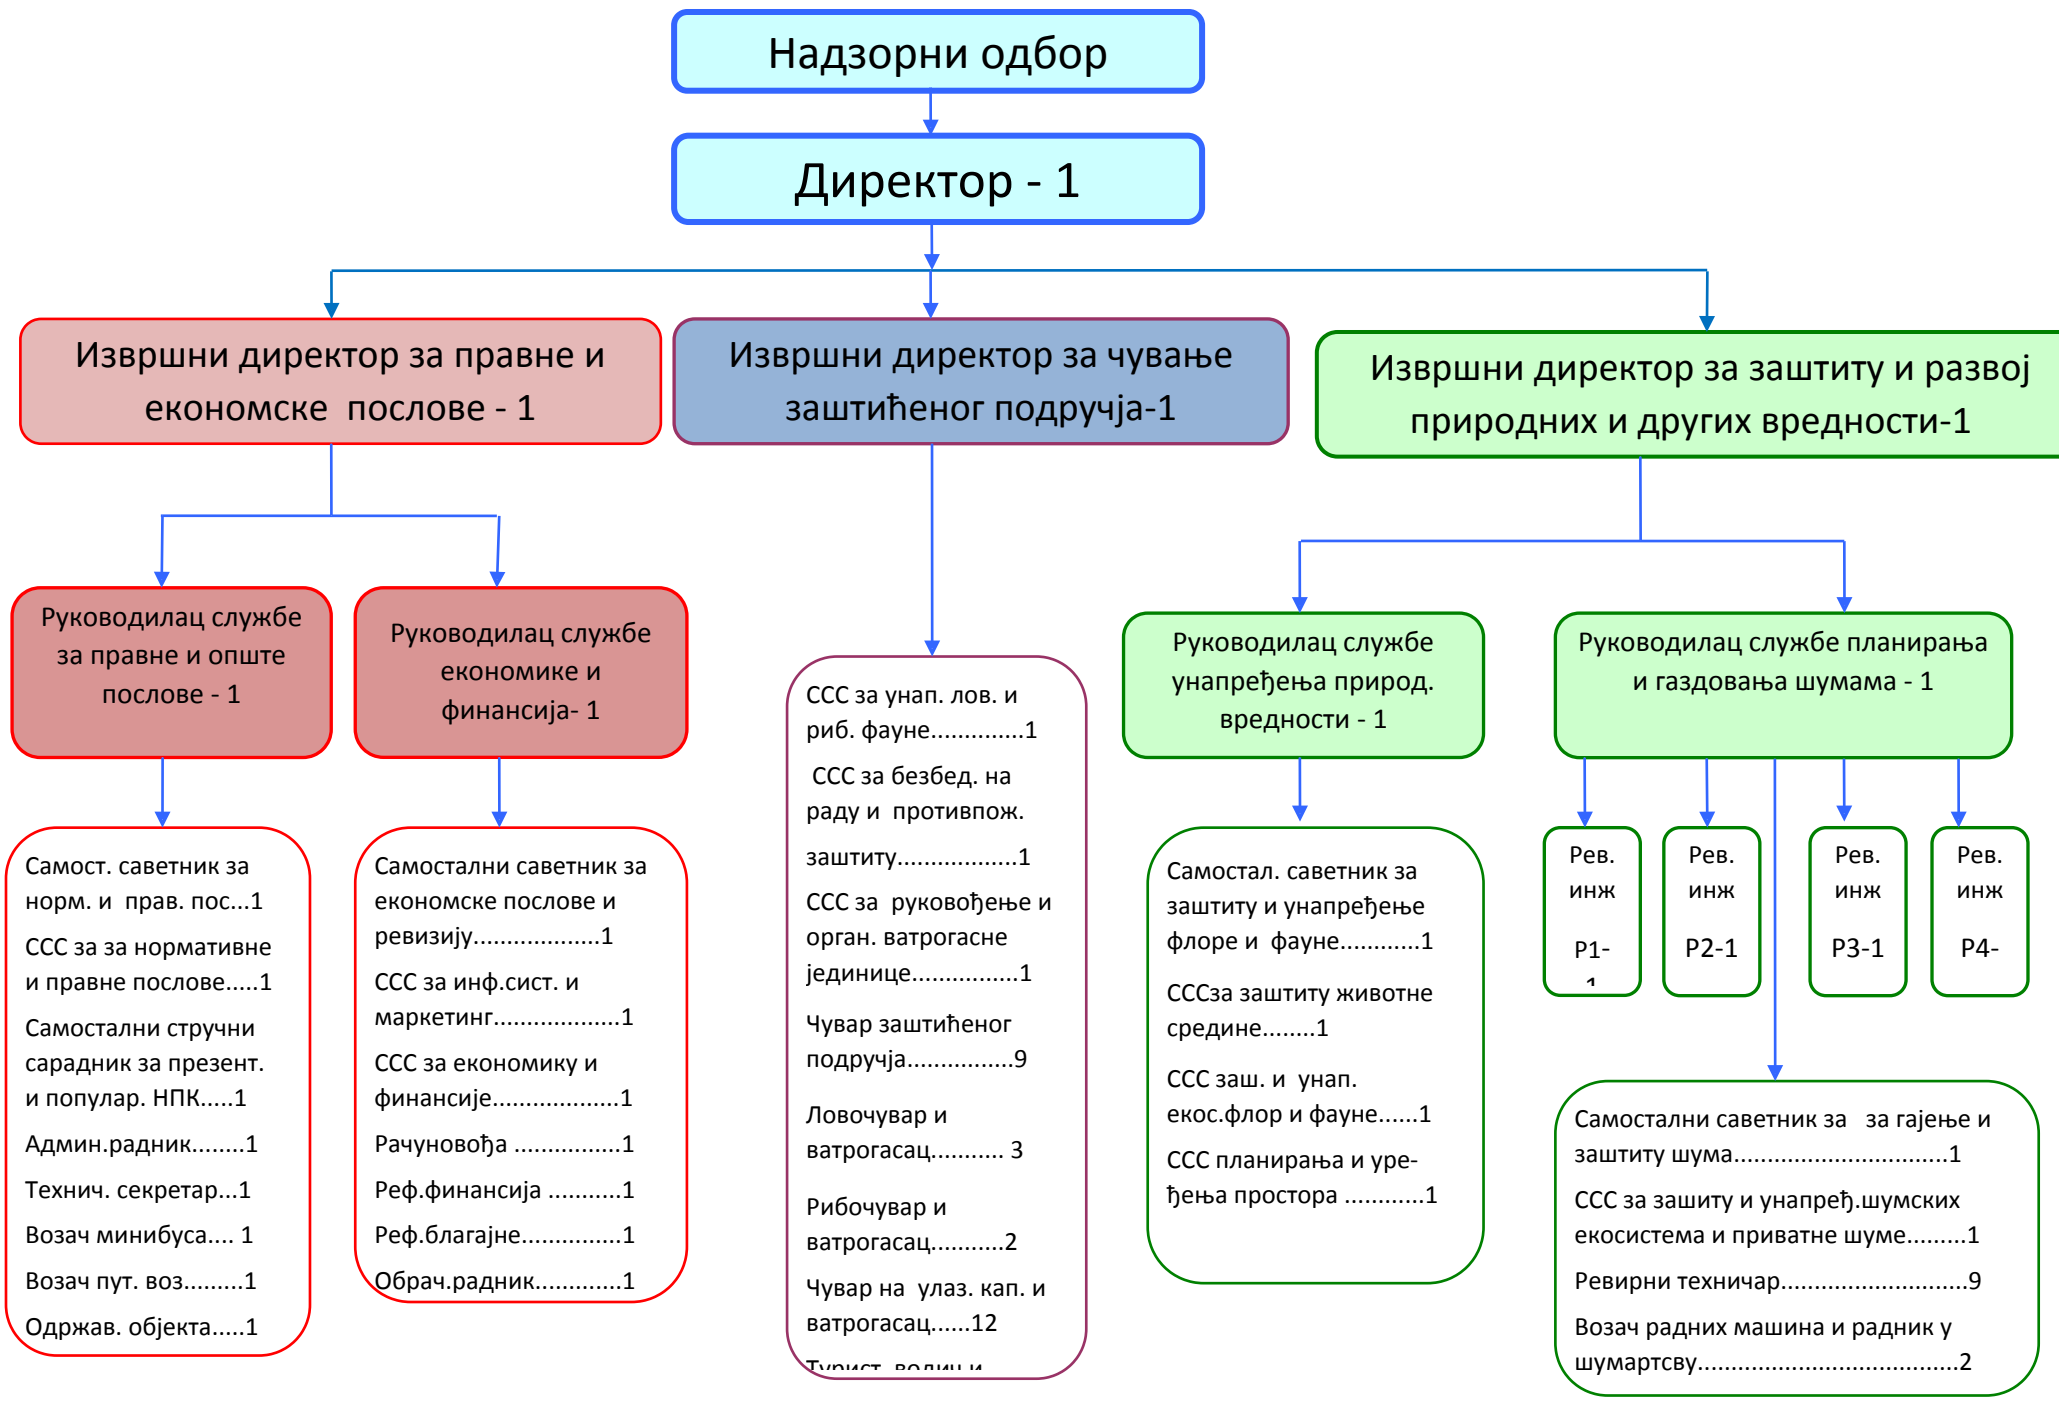 Надзорни одбор
Директор - 1
Извршни директор за правне и
економске  послове - 1
Извршни директор за чување
заштићеног подручја-1
Извршни директор за заштиту и развој
природних и других вредности-1
Руководилац службе
за правне и опште
послове - 1
Руководилац службе
економике и
финансија- 1
Руководилац службе
унапређења природ.
вредности - 1
Руководилац службе планирања
и газдовања шумама - 1
Самост. саветник за
норм. и  прав. пос...1
ССС за за нормативне
и правне послове.....1
Самостални стручни
сарадник за презент.
и популар. НПК.....1
Админ.радник........1
Технич. секретар...1
Возач минибуса.... 1
Возач пут. воз.........1
Одржав. објекта.....1
Самостални саветник за
економске послове и
ревизију...................1
ССС за инф.сист. и
маркетинг...................1
ССС за економику и
финансије...................1
Рачуновођа ................1
Реф.финансија ...........1
Реф.благајне...............1
Обрач.радник.............1
ССС за унап. лов. и
риб. фауне..............1
ССС за безбед. на
раду и  противпож.
заштиту..................1
ССС за  руковођење и
орган. ватрогасне
јединице................1
Чувар заштићеног
подручја................9
Ловочувар и
ватрогасац........... 3
Рибочувар и
ватрогасац...........2
Чувар на  улаз. кап. и
ватрогасац......12
Турист. водич и
Самостал. саветник за
заштиту и унапређење
флоре и  фауне............1
СССза заштиту животне
средине........1
ССС заш. и  унап.
екос.флор и фауне......1
ССС планирања и уре-
ђења простора ............1
Рев.
инж
Р1-
1
Рев.
инж
Р2-1
Рев.
инж
Р3-1
Рев.
инж
Р4-
Самостални саветник за   за гајење и
заштиту шума................................1
ССС за зашиту и унапређ.шумских
екосистема и приватне шуме.........1
Ревирни техничар............................9
Возач радних машина и радник у
шумартсву.......................................2